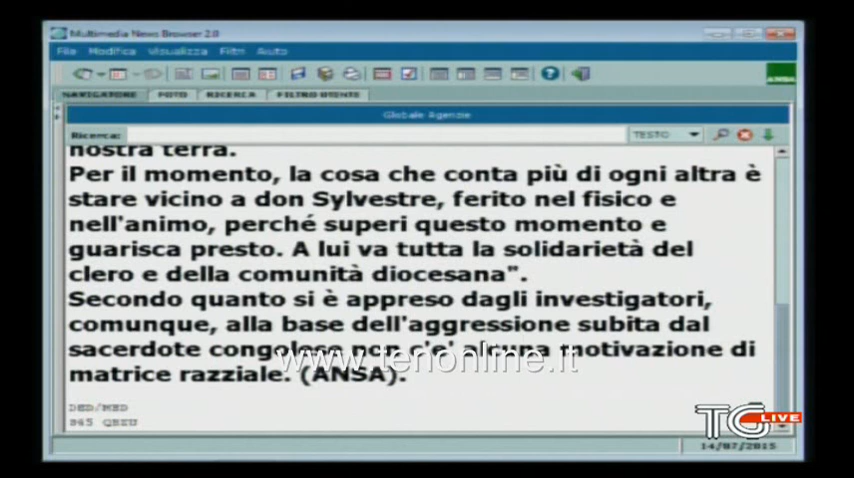 Multimedia News Browser 2.0
File Modifica Visualizza Filtri Aiuto
ANSA
NAVIGATORE FOTO RICERCA FILTRO UTENTE
Globale Agenzie
Ricerca: TESTO
nostra terra.
Per il momento, la cosa che conta più di ogni altra è
stare vicino a don Sylvestre, ferito nel fisico e
nell'animo, perché superi questo momento e
guarisca presto. A lui va tutta la solidarietà del
clero e della comunità diocesana".
Secondo quanto si è appreso dagli investigatori,
comunque, alla base dell'aggressione subita dal
sacerdote congolese non c'e' alcuna motivazione di
www.tenonline.it
matrice razziale. (ANSA).
DED/MED
TG LIVE
14/07/2015